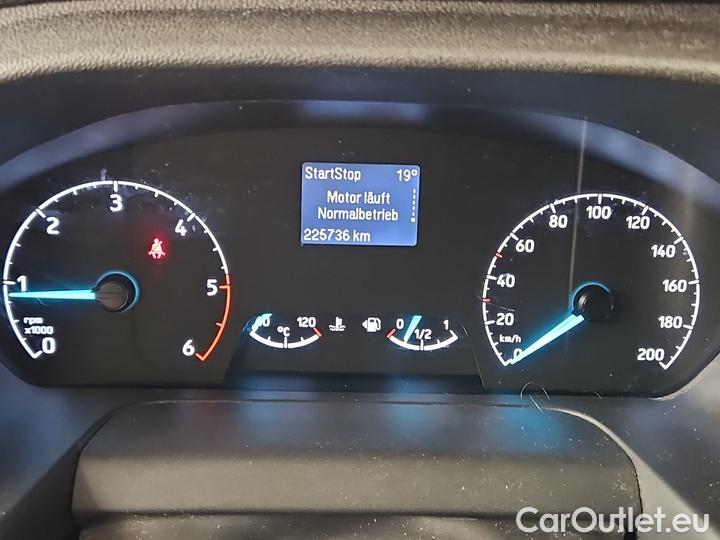 StartStop 19°
Motor läuft
Normalbetrieb
225736 km
0 1 2 3 4 5 6
rpm
x1000
120
°C
0 1/2 1
0 20 40 60 80 100 120 140 160 180 200
km/h
CarOutlet.eu